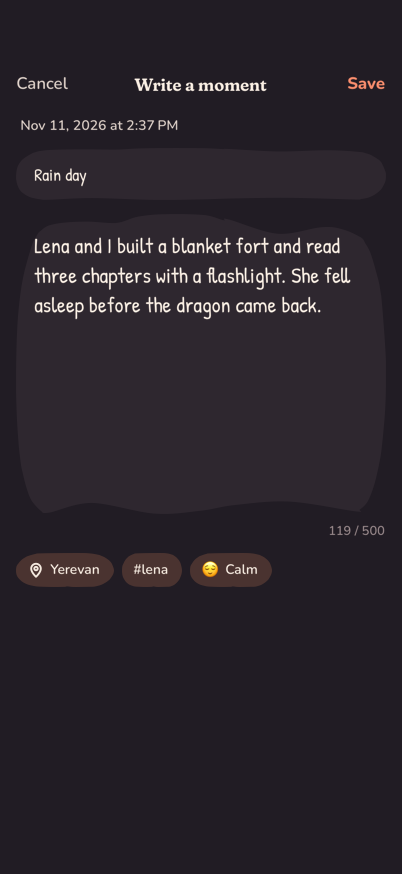 Cancel Write a moment Save
Nov 11, 2026 at 2:37 PM
Rain day
Lena and I built a blanket fort and read
three chapters with a flashlight. She fell
asleep before the dragon came back.
119 / 500
Yerevan #lena 😌 Calm